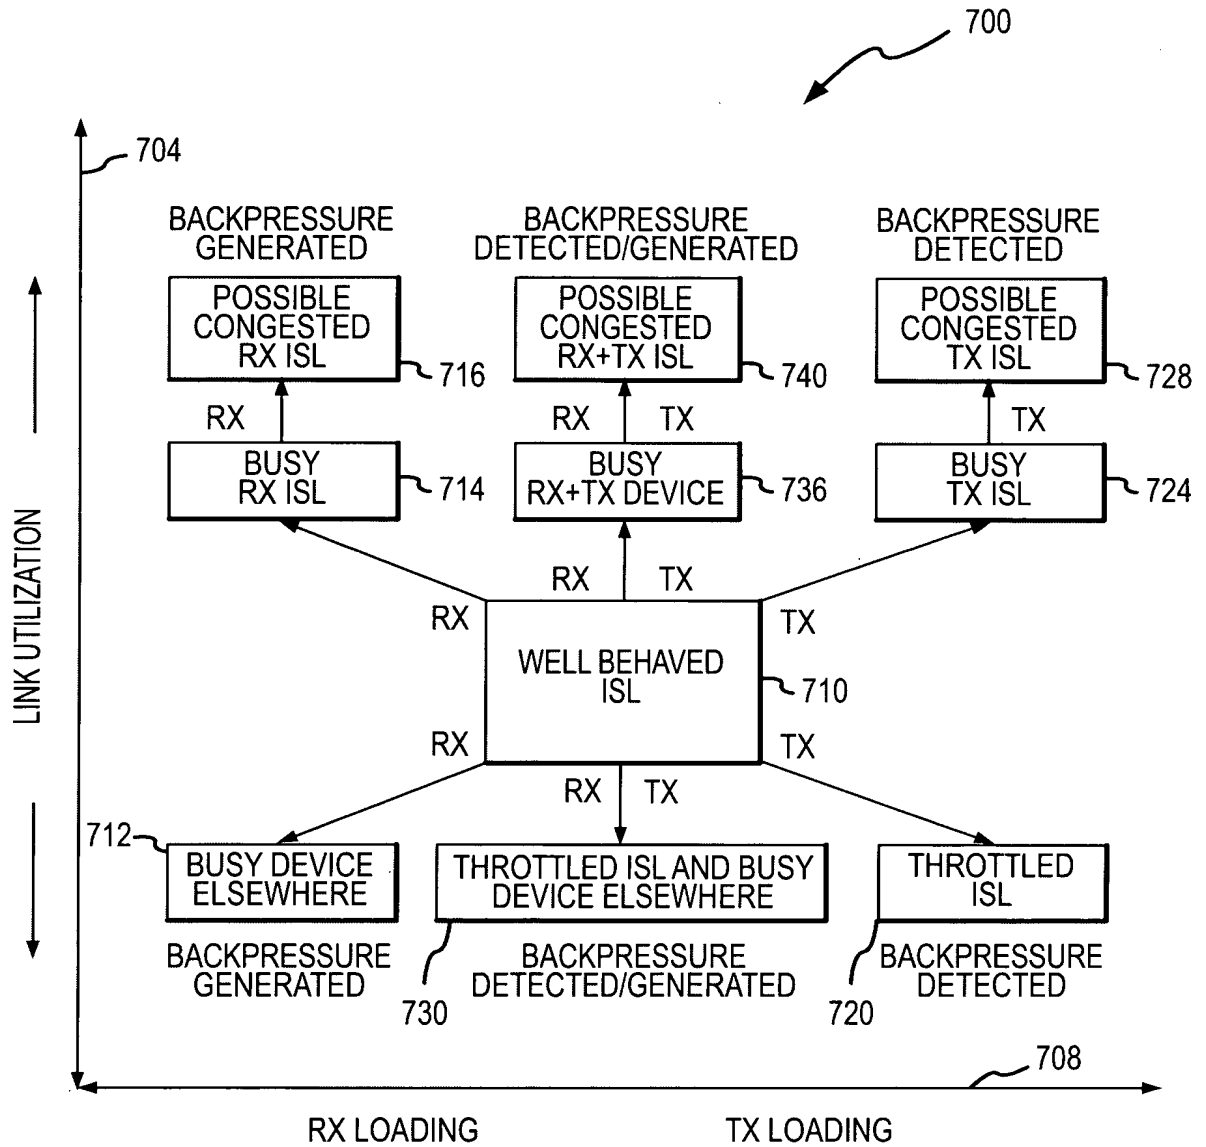 700
704
BACKPRESSURE
GENERATED
BACKPRESSURE
DETECTED/GENERATED
BACKPRESSURE
DETECTED
POSSIBLE
CONGESTED
RX ISL
716
POSSIBLE
CONGESTED
RX+TX ISL
740
POSSIBLE
CONGESTED
TX ISL
728
RX
RX TX
TX
BUSY
RX ISL
714
BUSY
RX+TX DEVICE
736
BUSY
TX ISL
724
LINK UTILIZATION
RX TX
RX
TX
WELL BEHAVED
ISL
710
RX
TX
RX TX
712
BUSY DEVICE
ELSEWHERE
THROTTLED ISL AND BUSY
DEVICE ELSEWHERE
THROTTLED
ISL
BACKPRESSURE
GENERATED
730
BACKPRESSURE
DETECTED/GENERATED
720
BACKPRESSURE
DETECTED
708
RX LOADING
TX LOADING